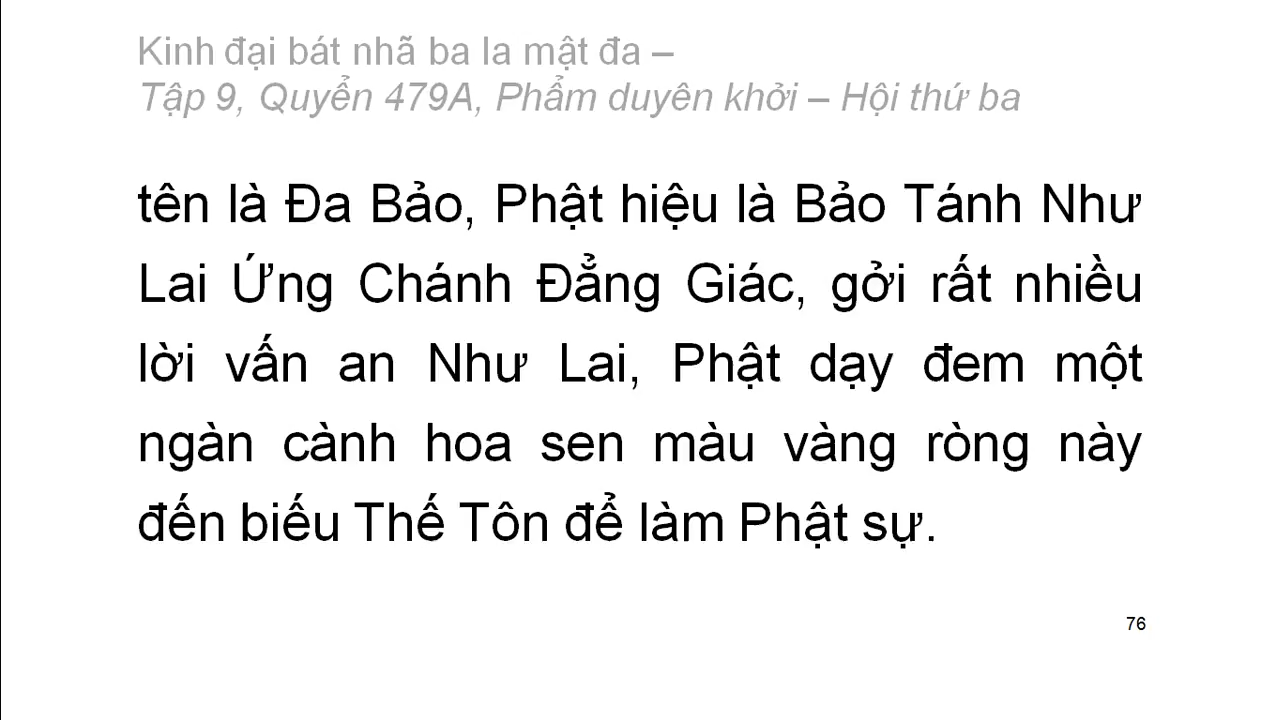 Kinh đại bát nhã ba la mật đa –
Tập 9, Quyển 479A, Phẩm duyên khởi – Hội thứ ba
tên là Đa Bảo, Phật hiệu là Bảo Tánh Như
Lai Ứng Chánh Đẳng Giác, gởi rất nhiều
lời vấn an Như Lai, Phật dạy đem một
ngàn cành hoa sen màu vàng ròng này
đến biếu Thế Tôn để làm Phật sự.
76